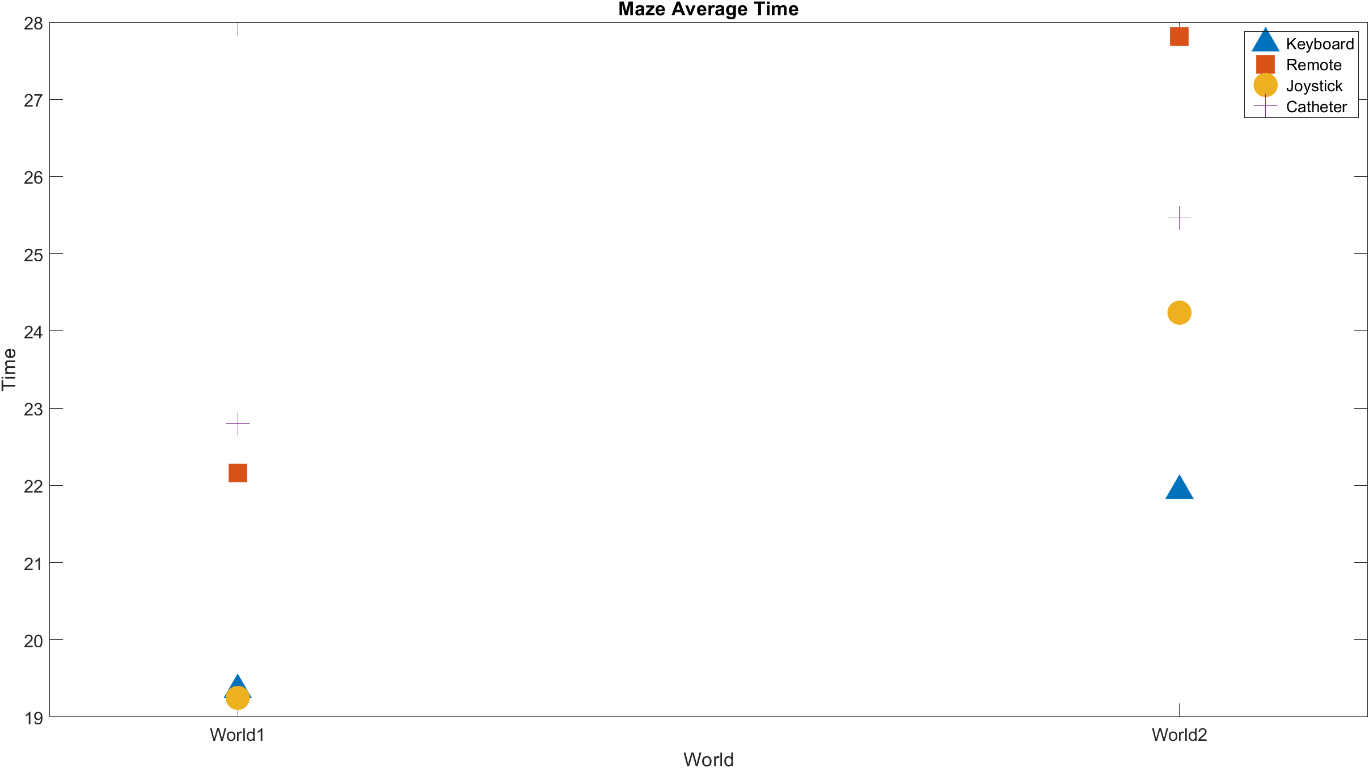 Maze Average Time
28
27
26
25
24
23
22
21
20
19
Time
World1
World2
World
Keyboard
Remote
Joystick
Catheter